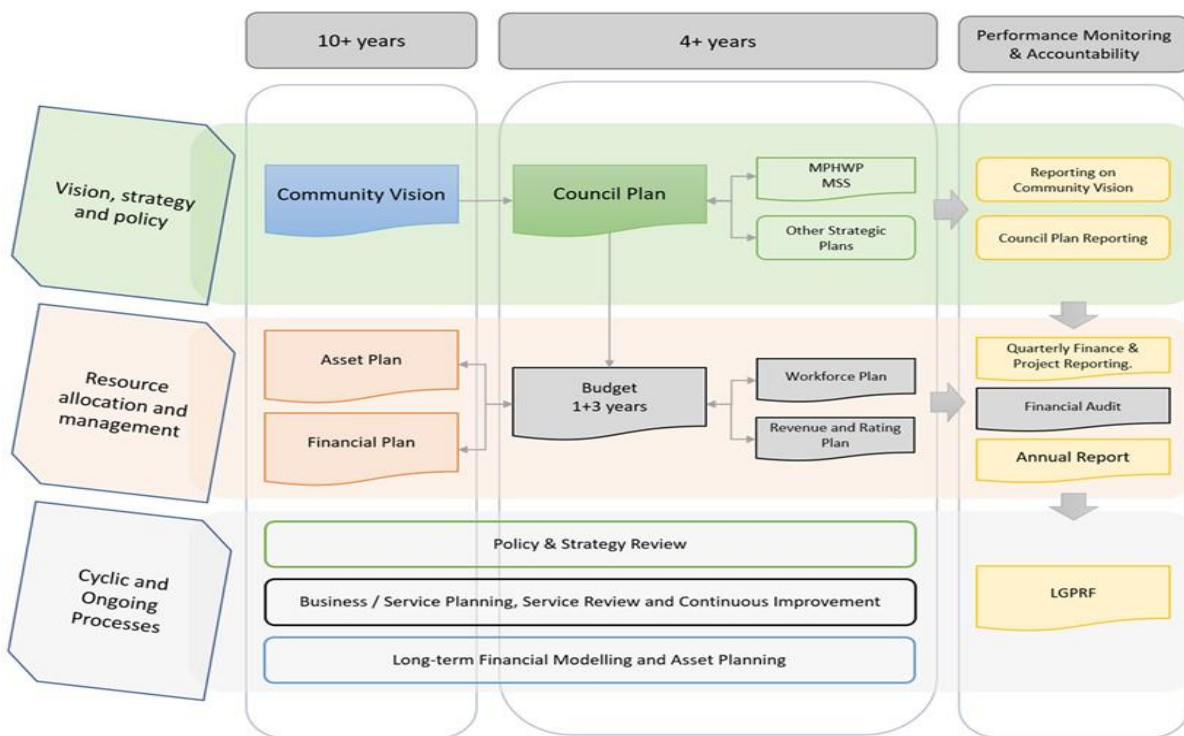 10+ years
4+ years
Performance Monitoring
& Accountability
Vision, strategy
and policy
Community Vision
Council Plan
MPHWP
MSS
Other Strategic
Plans
Reporting on
Community Vision
Council Plan Reporting
Resource
allocation and
management
Asset Plan
Financial Plan
Budget
1+3 years
Workforce Plan
Revenue and Rating
Plan
Quarterly Finance &
Project Reporting.
Financial Audit
Annual Report
Cyclic and
Ongoing
Processes
Policy & Strategy Review
Business / Service Planning, Service Review and Continuous Improvement
Long-term Financial Modelling and Asset Planning
LGPRF